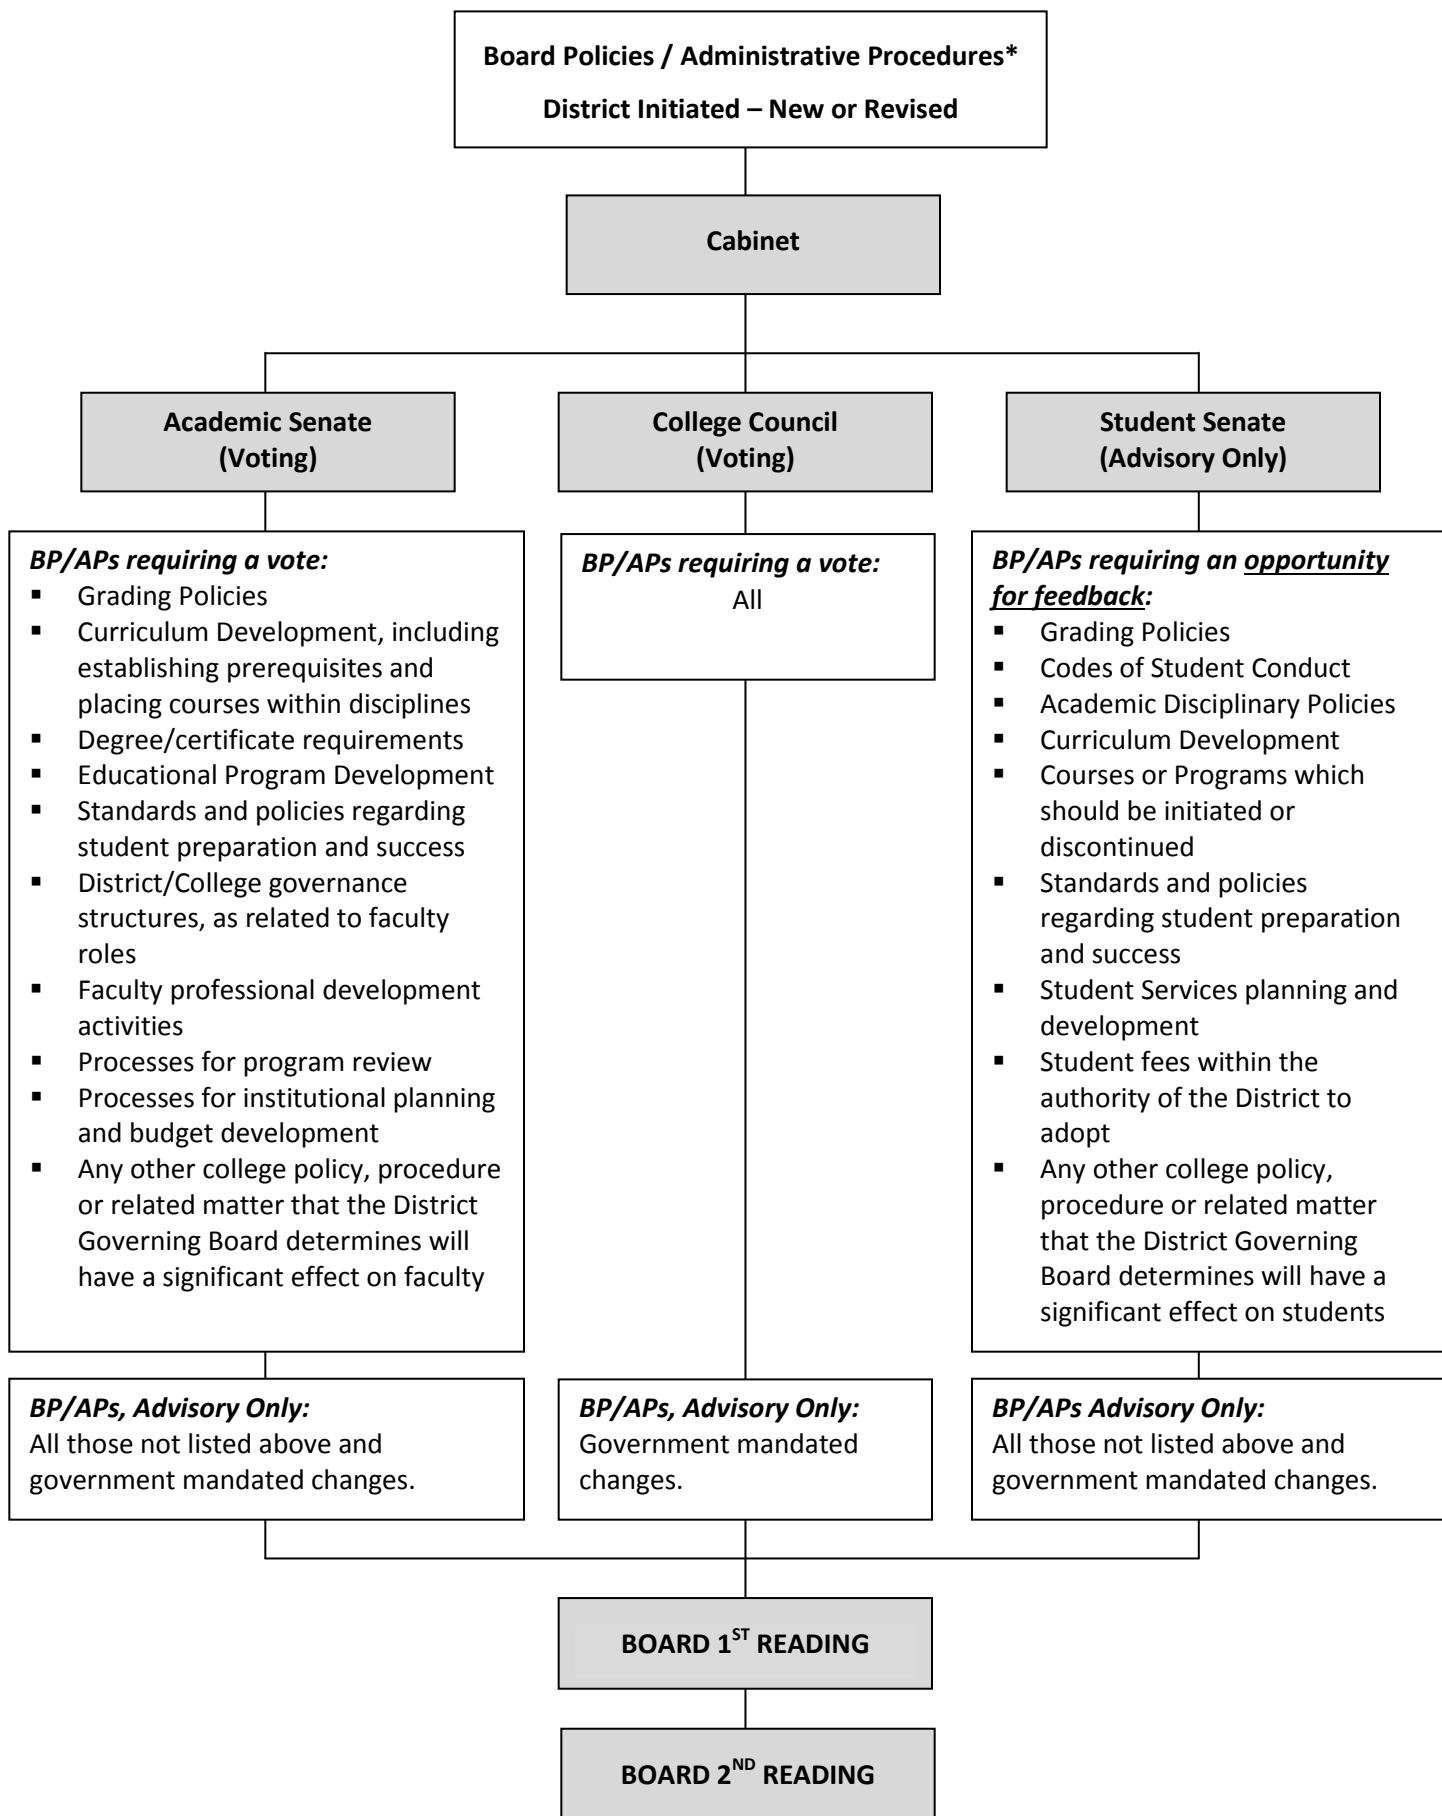 Board Policies / Administrative Procedures*
District Initiated – New or Revised
Cabinet
Academic Senate
(Voting)
College Council
(Voting)
Student Senate
(Advisory Only)
BP/APs requiring a vote:
▪ Grading Policies
▪ Curriculum Development, including
establishing prerequisites and
placing courses within disciplines
▪ Degree/certificate requirements
▪ Educational Program Development
▪ Standards and policies regarding
student preparation and success
▪ District/College governance
structures, as related to faculty
roles
▪ Faculty professional development
activities
▪ Processes for program review
▪ Processes for institutional planning
and budget development
▪ Any other college policy, procedure
or related matter that the District
Governing Board determines will
have a significant effect on faculty
BP/APs requiring a vote:
All
BP/APs requiring an opportunity
for feedback:
▪ Grading Policies
▪ Codes of Student Conduct
▪ Academic Disciplinary Policies
▪ Curriculum Development
▪ Courses or Programs which
should be initiated or
discontinued
▪ Standards and policies
regarding student preparation
and success
▪ Student Services planning and
development
▪ Student fees within the
authority of the District to
adopt
▪ Any other college policy,
procedure or related matter
that the District Governing
Board determines will have a
significant effect on students
BP/APs, Advisory Only:
All those not listed above and
government mandated changes.
BP/APs, Advisory Only:
Government mandated
changes.
BP/APs Advisory Only:
All those not listed above and
government mandated changes.
BOARD 1ST READING
BOARD 2ND READING